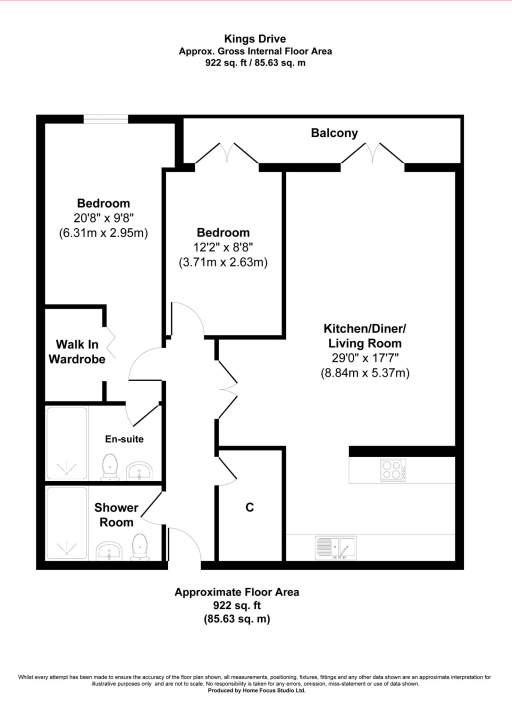 Kings Drive
Approx. Gross Internal Floor Area
922 sq. ft / 85.63 sq. m
Balcony
Bedroom
20'8" x 9'8"
(6.31m x 2.95m)
Bedroom
12'2" x 8'8"
(3.71m x 2.63m)
Kitchen/Diner/
Living Room
29'0" x 17'7"
(8.84m x 5.37m)
Walk In
Wardrobe
En-suite
Shower
Room
C
Approximate Floor Area
922 sq. ft
(85.63 sq. m)
Whilst every attempt has been made to ensure the accuracy of the floor plan shown, all measurements, positioning, fixtures, fittings and any other data shown are an approximate interpretation for
illustrative purposes only and are not to scale. No responsibility is taken for any errors, omission, miss-statement or use of data shown.
Produced by Home Focus Studio Ltd.